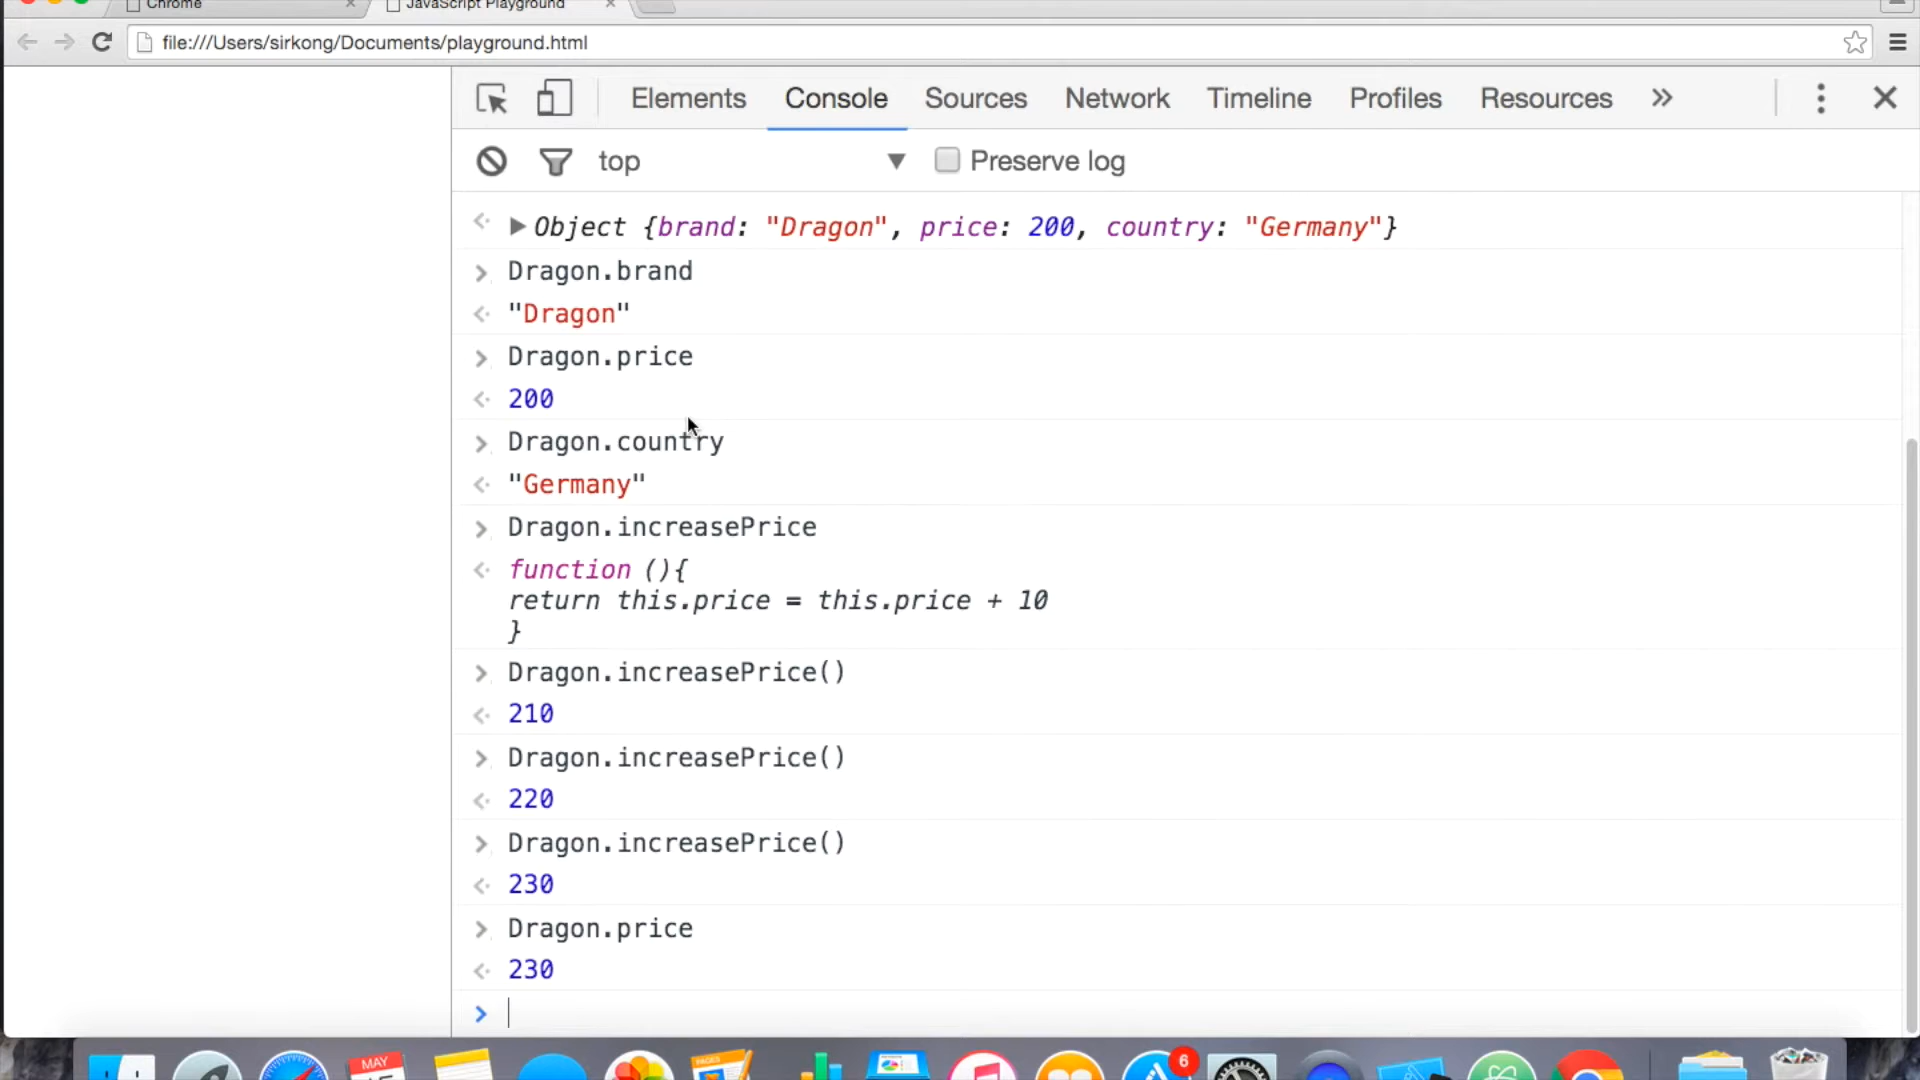 Chrome
JavaScript Playground
file:///Users/sirkong/Documents/playground.html
Elements Console Sources Network Timeline Profiles Resources »
top Preserve log
Object {brand: "Dragon", price: 200, country: "Germany"}
Dragon.brand
"Dragon"
Dragon.price
200
Dragon.country
"Germany"
Dragon.increasePrice
function (){
return this.price = this.price + 10
}
Dragon.increasePrice()
210
Dragon.increasePrice()
220
Dragon.increasePrice()
230
Dragon.price
230
MAY
PAGES
6